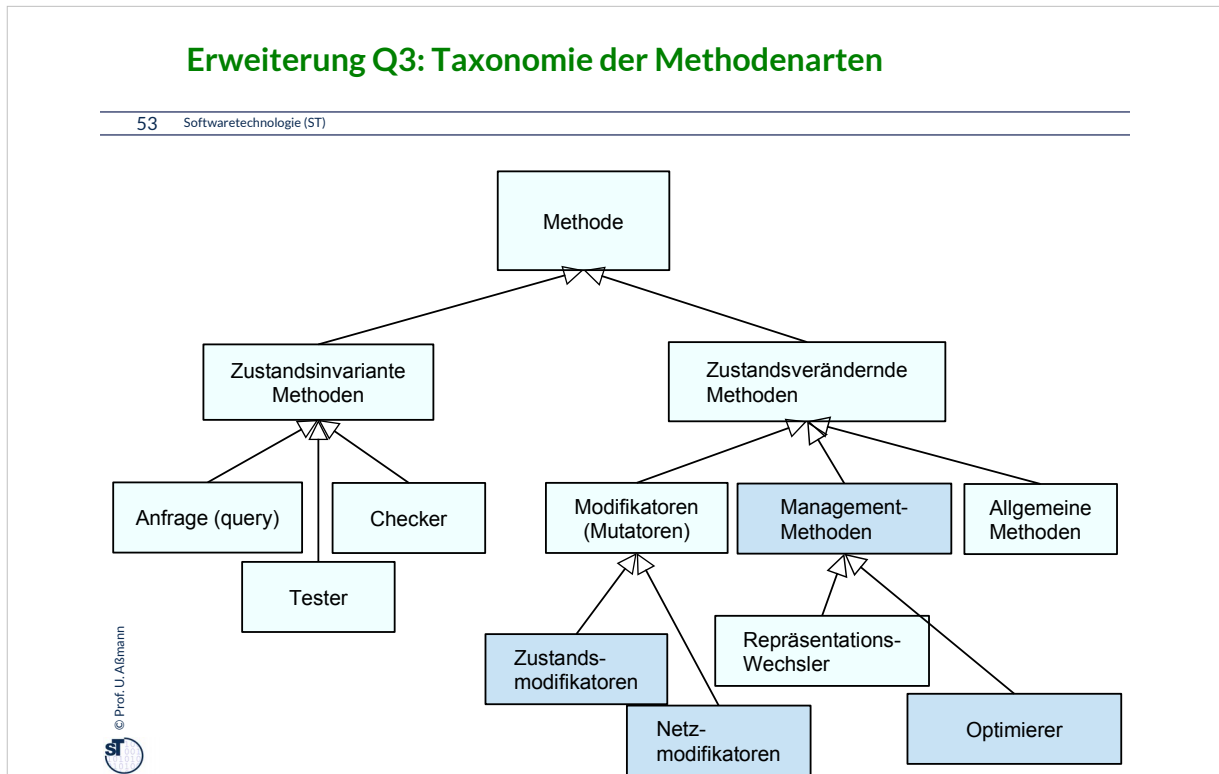 Erweiterung Q3: Taxonomie der Methodenarten
53 Softwaretechnologie (ST)
Methode
Zustandsinvariante
Methoden
Zustandsverändernde
Methoden
Anfrage (query)
Tester
Checker
Modifikatoren
(Mutatoren)
Management-
Methoden
Allgemeine
Methoden
Zustands-
modifikatoren
Netz-
modifikatoren
Repräsentations-
Wechsler
Optimierer
© Prof. U. Aßmann
ST